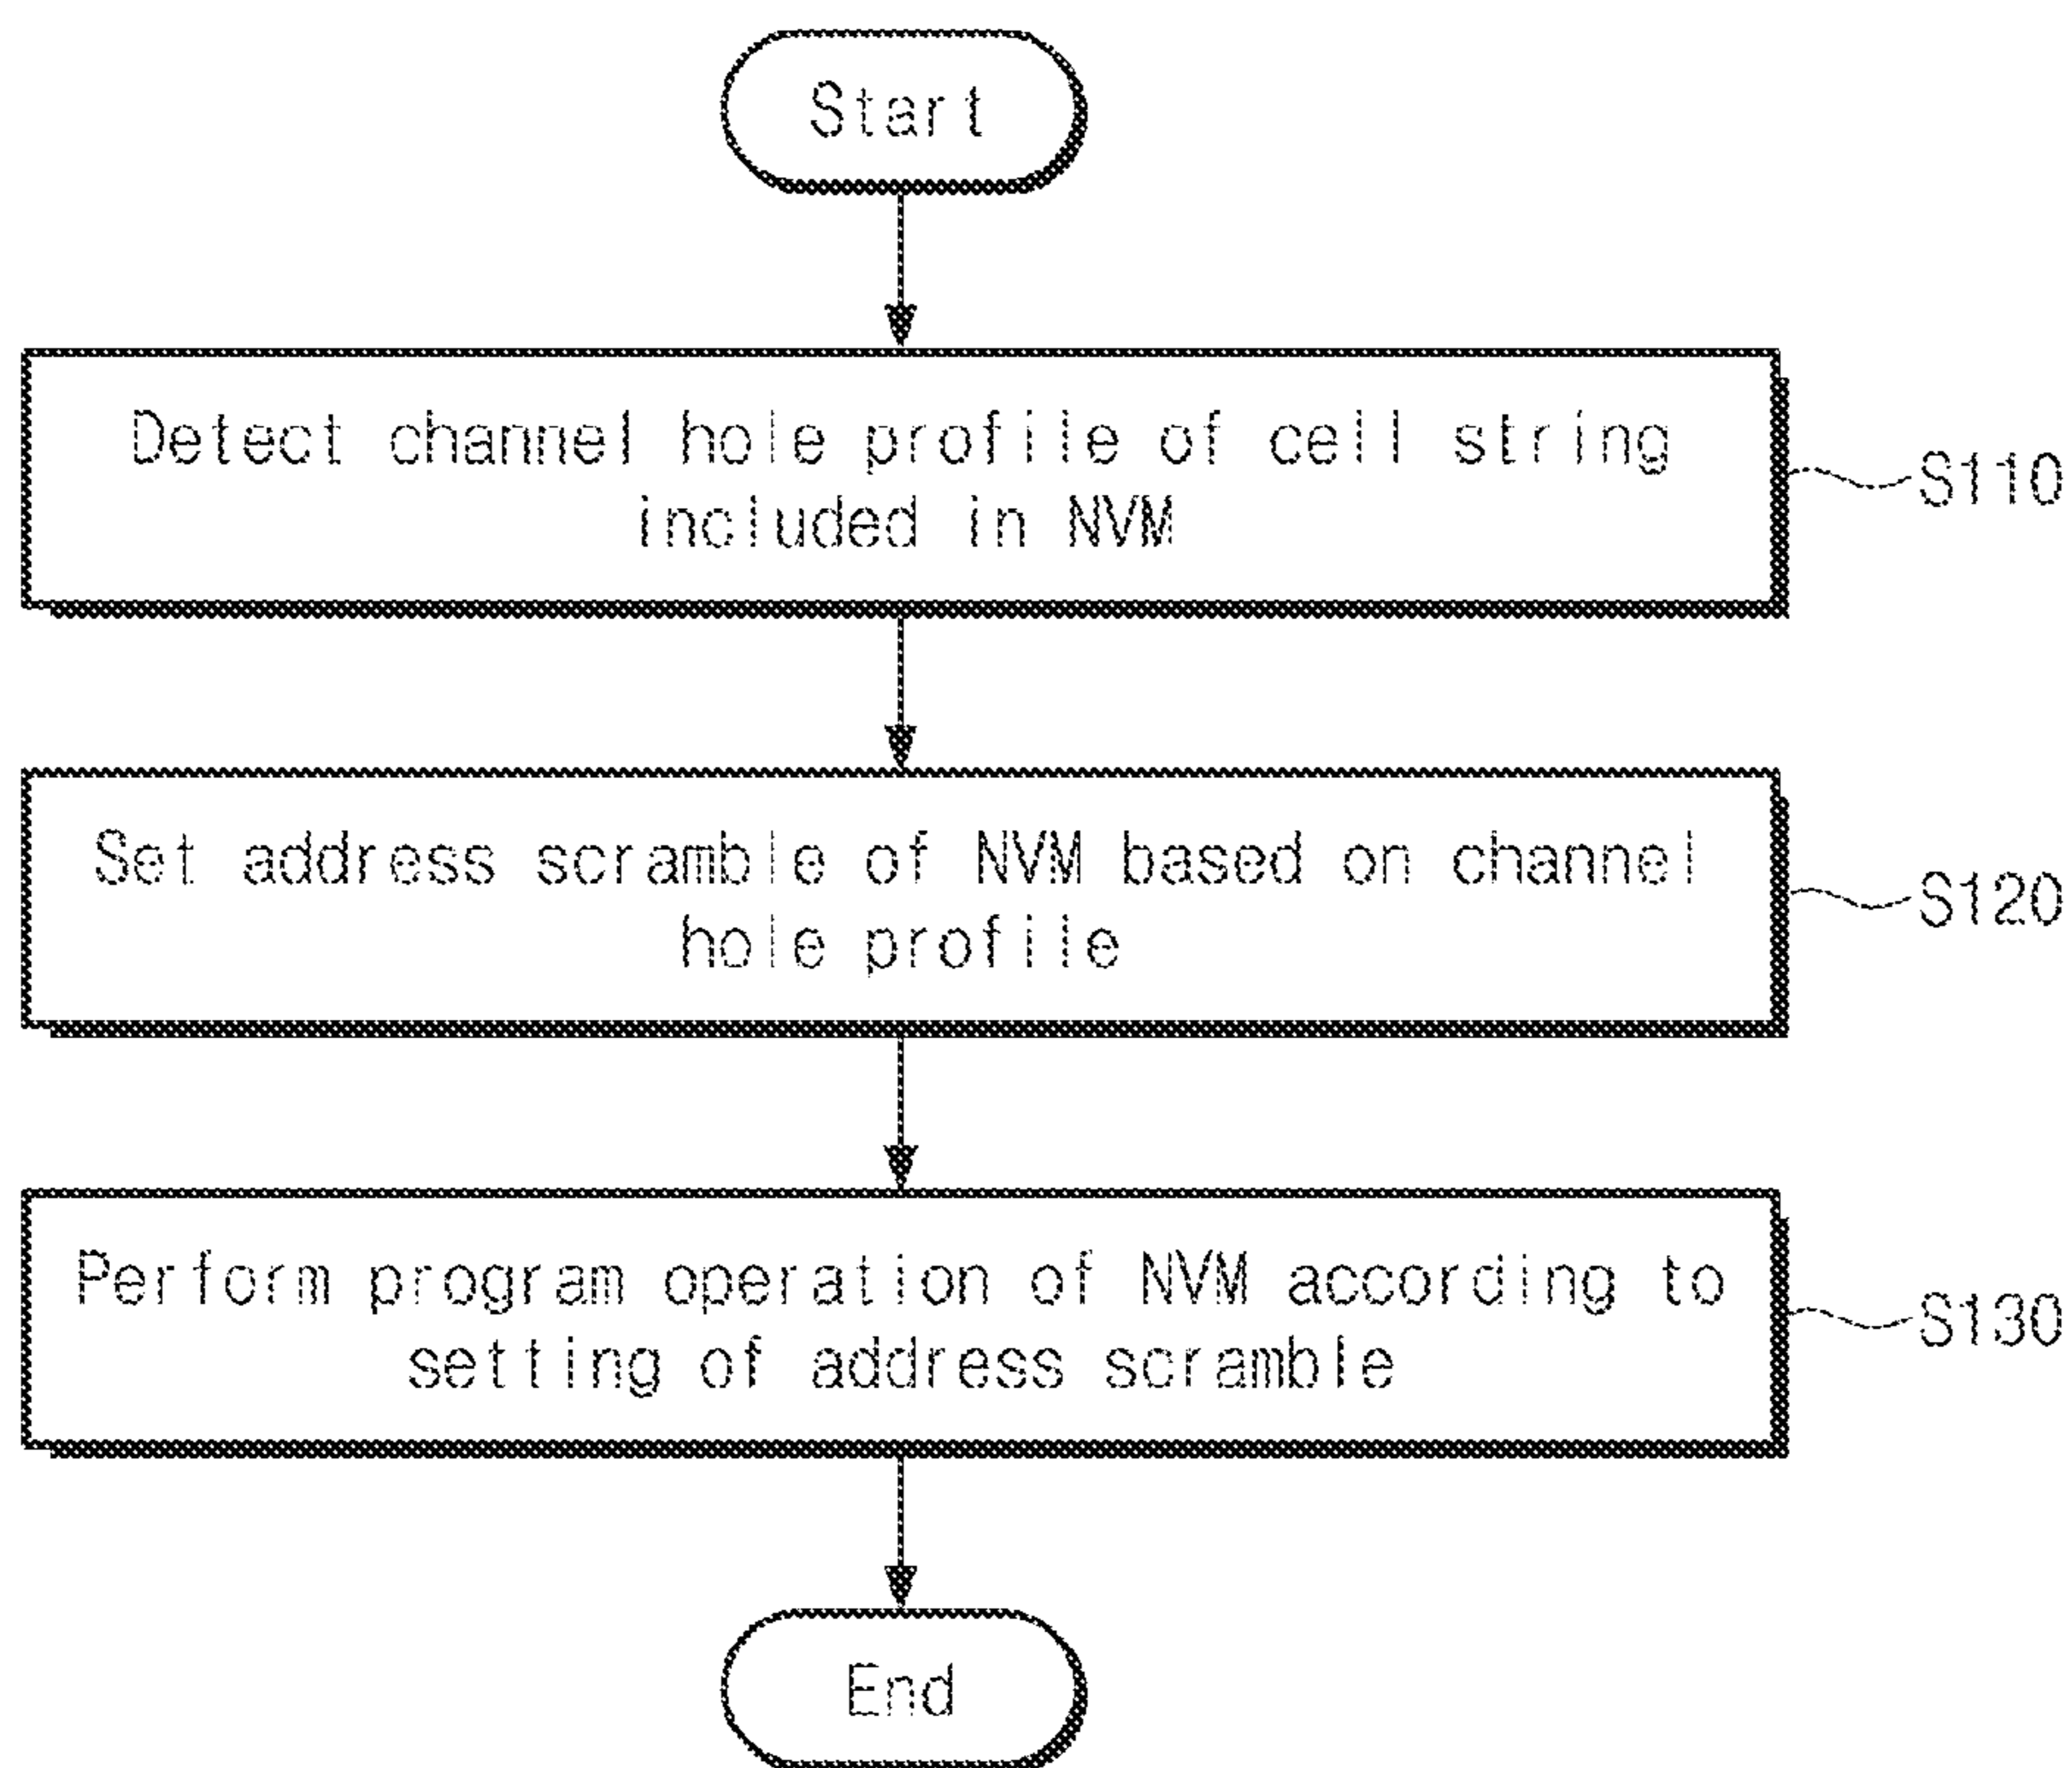 Start
Detect channel hole profile of cell string
included in NVM
S110
Set address scramble of NVM based on channel
hole profile
S120
Perform program operation of NVM according to
setting of address scramble
S130
End